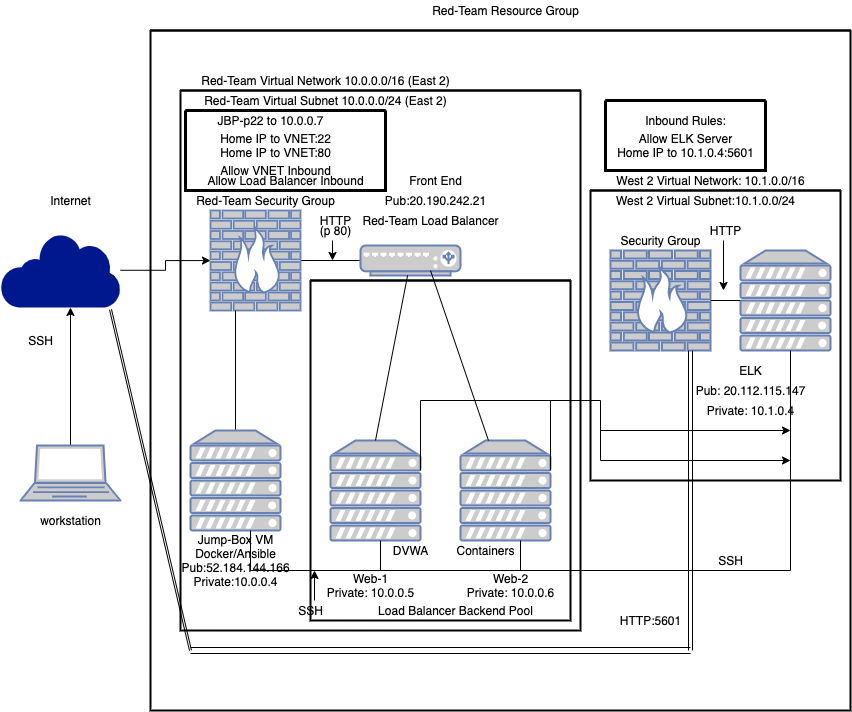 Red-Team Resource Group
Red-Team Virtual Network 10.0.0.0/16 (East 2)
Red-Team Virtual Subnet 10.0.0.0/24 (East 2)
JBP-p22 to 10.0.0.7
Home IP to VNET:22
Home IP to VNET:80
Allow VNET Inbound
Allow Load Balancer Inbound
Red-Team Security Group
HTTP
(p 80)
Front End
Pub:20.190.242.21
Red-Team Load Balancer
Inbound Rules:
Allow ELK Server
Home IP to 10.1.0.4:5601
West 2 Virtual Network: 10.1.0.0/16
West 2 Virtual Subnet:10.1.0.0/24
Security Group
HTTP
ELK
Pub: 20.112.115.147
Private: 10.1.0.4
Internet
SSH
workstation
Jump-Box VM
Docker/Ansible
Pub:52.184.144.166
Private:10.0.0.4
DVWA
Containers
Web-1
Private: 10.0.0.5
Web-2
Private: 10.0.0.6
SSH
Load Balancer Backend Pool
SSH
HTTP:5601